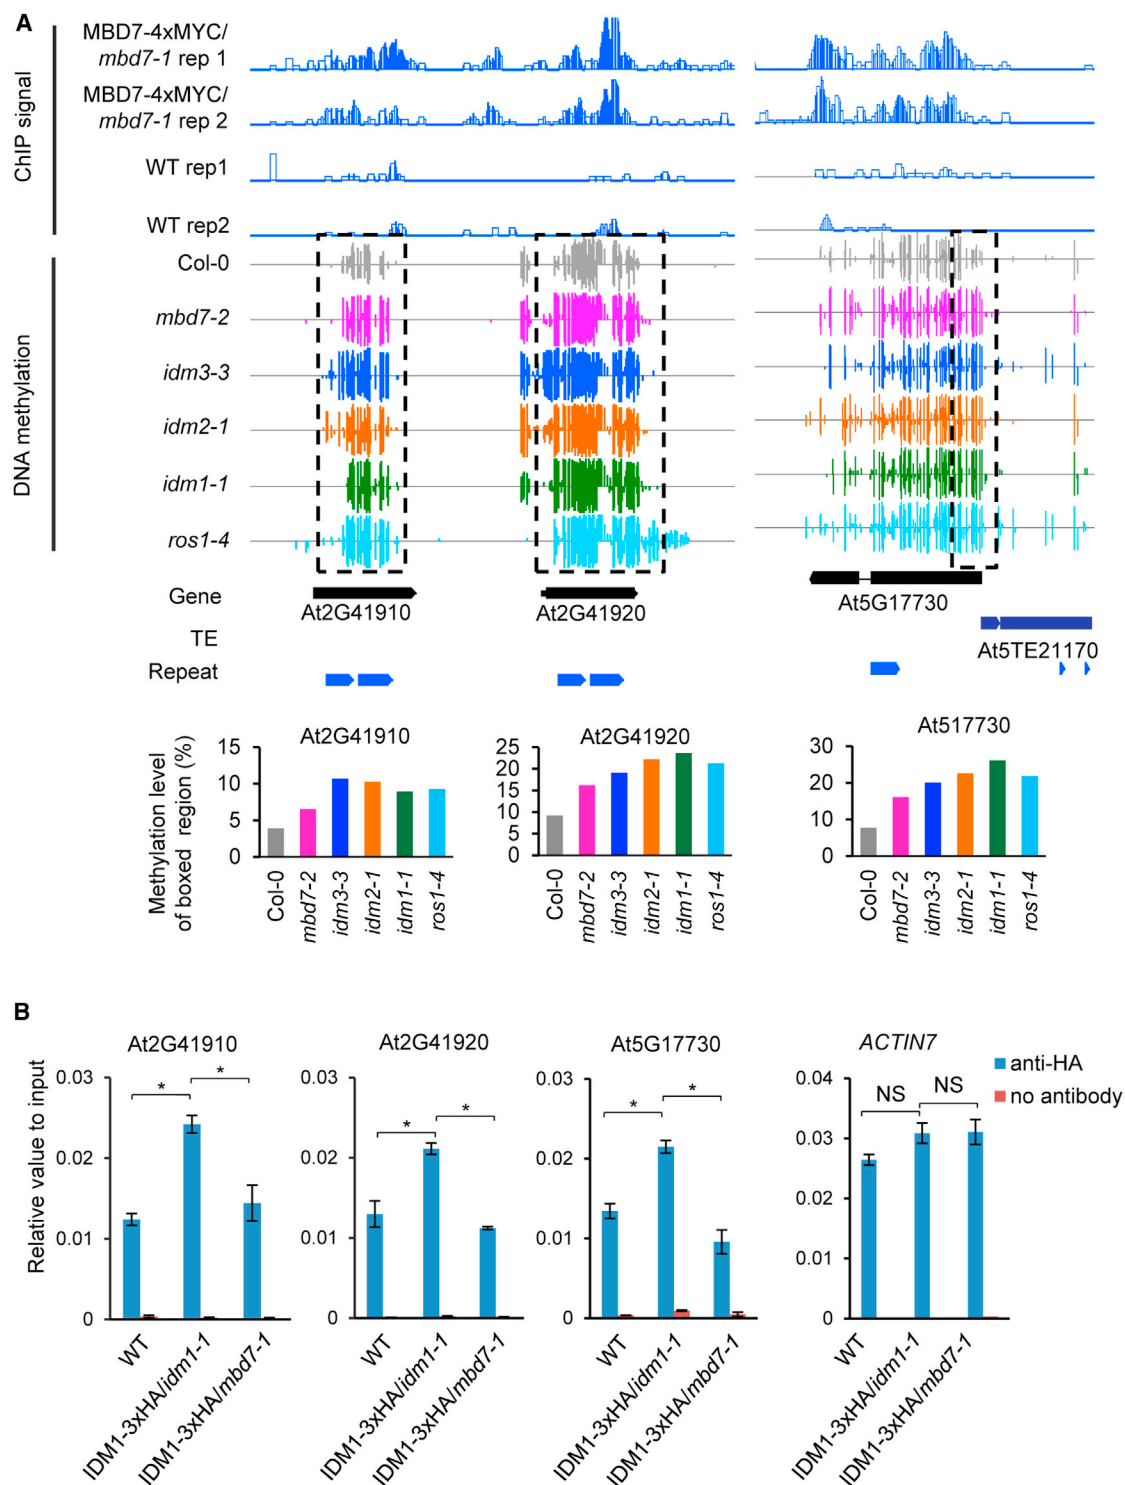 A
ChIP signal
MBD7-4xMYC/
mbd7-1 rep 1
MBD7-4xMYC/
mbd7-1 rep 2
WT rep1
WT rep2
DNA methylation
Col-0
mbd7-2
idm3-3
idm2-1
idm1-1
ros1-4
Gene
At2G41910
At2G41920
At5G17730
TE
At5TE21170
Repeat
Methylation level
of boxed region (%)
At2G41910
15
10
5
0
Col-0
mbd7-2
idm3-3
idm2-1
idm1-1
ros1-4
At2G41920
25
20
15
10
5
0
Col-0
mbd7-2
idm3-3
idm2-1
idm1-1
ros1-4
At517730
30
20
10
0
Col-0
mbd7-2
idm3-3
idm2-1
idm1-1
ros1-4
B
Relative value to input
At2G41910
0.03
0.02
0.01
0
*
*
WT
IDM1-3xHA/idm1-1
IDM1-3xHA/mbd7-1
At2G41920
0.03
0.02
0.01
0
*
*
WT
IDM1-3xHA/idm1-1
IDM1-3xHA/mbd7-1
At5G17730
0.03
0.02
0.01
0
*
*
WT
IDM1-3xHA/idm1-1
IDM1-3xHA/mbd7-1
ACTIN7
0.04
0.03
0.02
0.01
0
NS
NS
WT
IDM1-3xHA/idm1-1
IDM1-3xHA/mbd7-1
anti-HA
no antibody